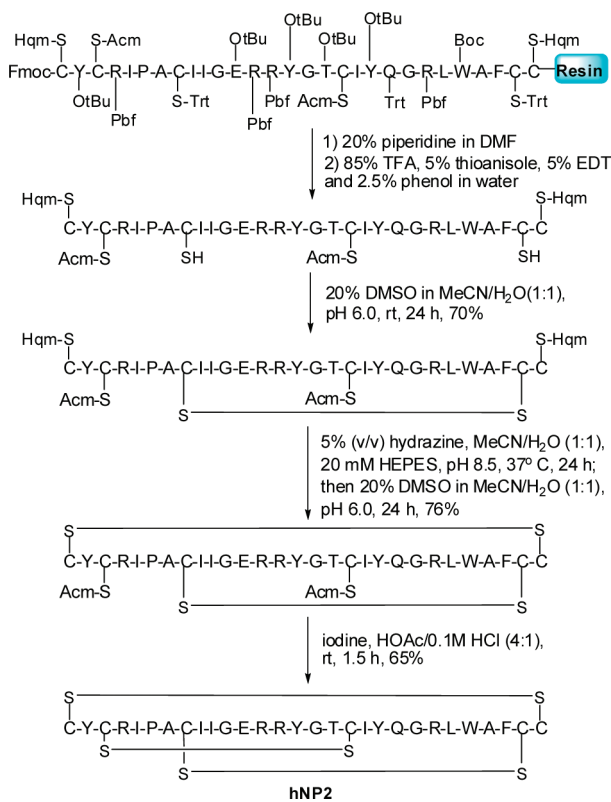 OtBu
OtBu OtBu OtBu
Hqm-S S-Acm Boc S-Hqm
Fmoc-C-Y-C-R-I-P-A-C-I-I-G-E-R-R-Y-G-T-C-I-Y-Q-G-R-L-W-A-F-C-C-Resin
OtBu S-Trt Pbf Acm-S Trt Pbf S-Trt
Pbf Pbf
1) 20% piperidine in DMF
2) 85% TFA, 5% thioanisole, 5% EDT
and 2.5% phenol in water
Hqm-S S-Hqm
C-Y-C-R-I-P-A-C-I-I-G-E-R-R-Y-G-T-C-I-Y-Q-G-R-L-W-A-F-C-C
Acm-S SH Acm-S SH
20% DMSO in MeCN/H2O(1:1),
pH 6.0, rt, 24 h, 70%
Hqm-S S-Hqm
C-Y-C-R-I-P-A-C-I-I-G-E-R-R-Y-G-T-C-I-Y-Q-G-R-L-W-A-F-C-C
Acm-S Acm-S
S S
5% (v/v) hydrazine, MeCN/H2O (1:1),
20 mM HEPES, pH 8.5, 37º C, 24 h;
then 20% DMSO in MeCN/H2O (1:1),
pH 6.0, 24 h, 76%
S S
C-Y-C-R-I-P-A-C-I-I-G-E-R-R-Y-G-T-C-I-Y-Q-G-R-L-W-A-F-C-C
Acm-S Acm-S
S S
iodine, HOAc/0.1M HCl (4:1),
rt, 1.5 h, 65%
S S
C-Y-C-R-I-P-A-C-I-I-G-E-R-R-Y-G-T-C-I-Y-Q-G-R-L-W-A-F-C-C
S S
S S
hNP2